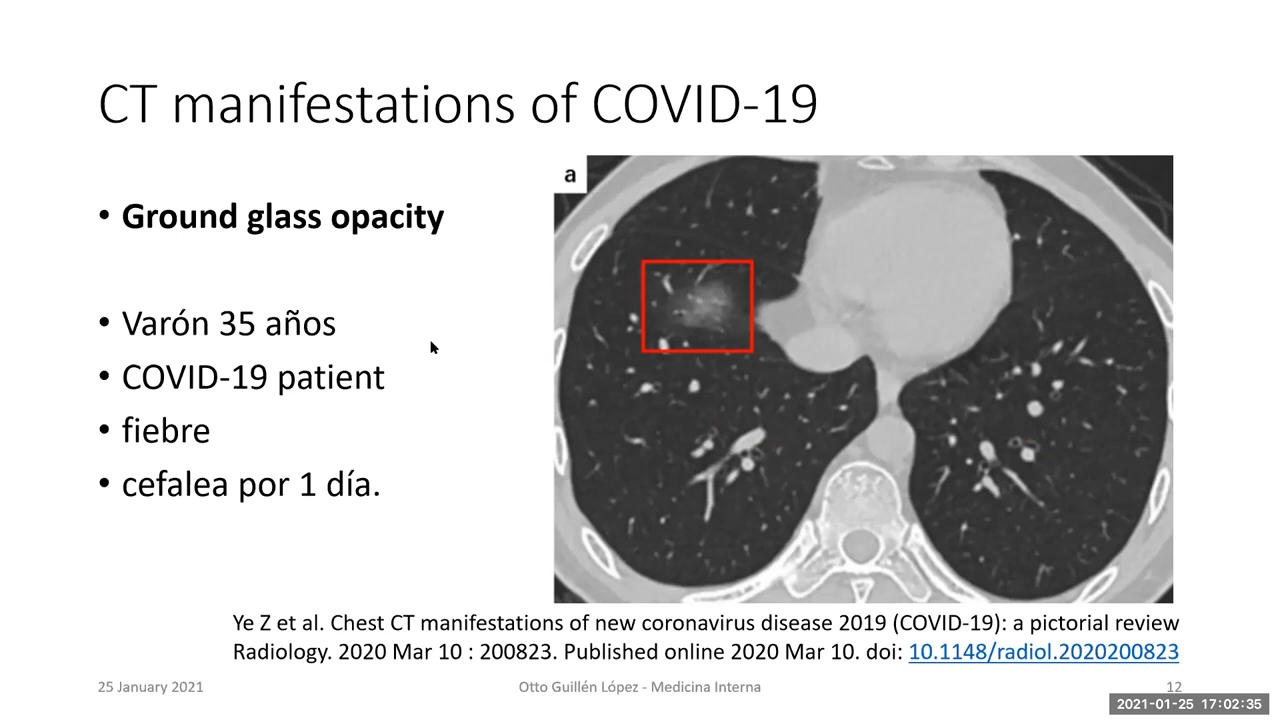 CT manifestations of COVID-19
• Ground glass opacity
• Varón 35 años
• COVID-19 patient
• fiebre
• cefalea por 1 día.
a
Ye Z et al. Chest CT manifestations of new coronavirus disease 2019 (COVID-19): a pictorial review
Radiology. 2020 Mar 10 : 200823. Published online 2020 Mar 10. doi: 10.1148/radiol.2020200823
25 January 2021
Otto Guillén López - Medicina Interna
12
2021-01-25 17:02:35